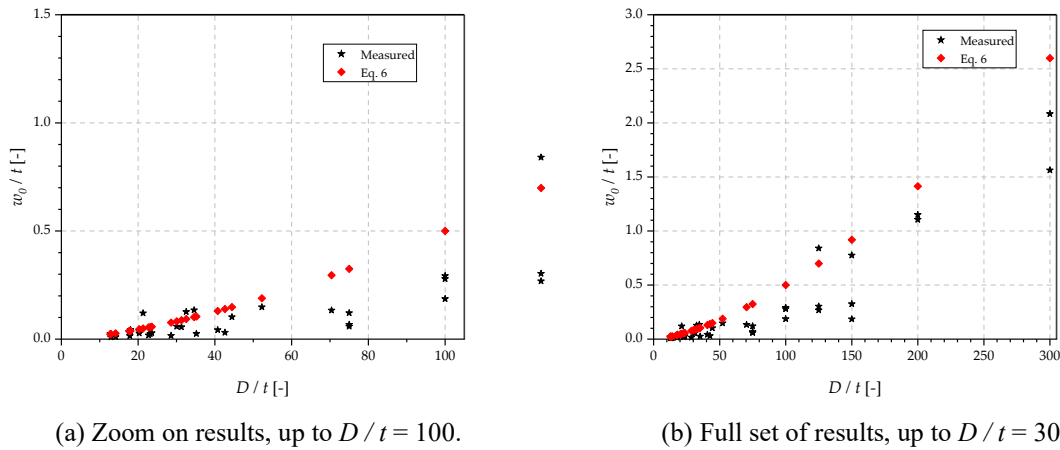 1.5
1.0
0.5
0.0
w0 / t [-]
0 20 40 60 80 100
D / t [-]
Measured
Eq. 6
(a) Zoom on results, up to D / t = 100.
3.0
2.5
2.0
1.5
1.0
0.5
0.0
w0 / t [-]
0 50 100 150 200 250 300
D / t [-]
Measured
Eq. 6
(b) Full set of results, up to D / t = 30